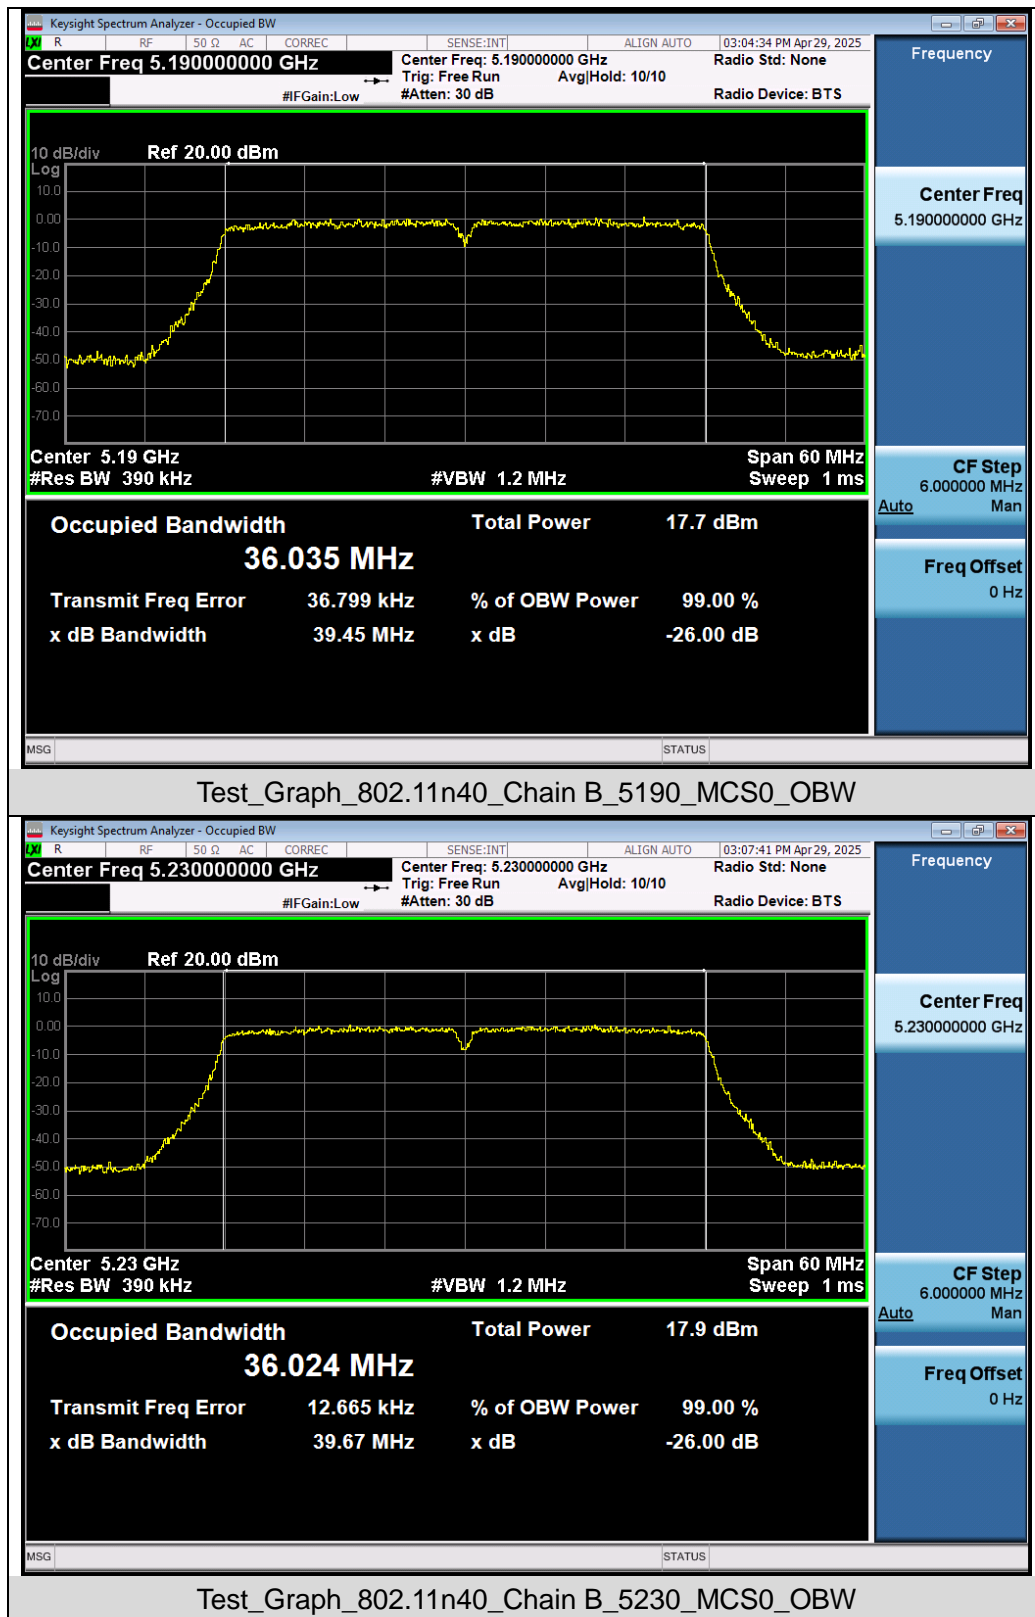 Keysight Spectrum Analyzer - Occupied BW
LXI R RF 50 Ω AC CORREC SENSE:INT ALIGN AUTO 03:04:34 PM Apr 29, 2025
Center Freq 5.190000000 GHz
Center Freq: 5.190000000 GHz
Radio Std: None
Trig: Free Run Avg|Hold: 10/10
#IFGain:Low
#Atten: 30 dB
Radio Device: BTS
Frequency
10 dB/div Ref 20.00 dBm
Log
10.0
0.00
-10.0
-20.0
-30.0
-40.0
-50.0
-60.0
-70.0
Center 5.19 GHz Span 60 MHz
#Res BW 390 kHz #VBW 1.2 MHz Sweep 1 ms
Center Freq
5.190000000 GHz
CF Step
6.000000 MHz
Auto Man
Freq Offset
0 Hz
Occupied Bandwidth Total Power 17.7 dBm
36.035 MHz
Transmit Freq Error 36.799 kHz % of OBW Power 99.00 %
x dB Bandwidth 39.45 MHz x dB -26.00 dB
MSG STATUS
Test_Graph_802.11n40_Chain B_5190_MCS0_OBW
Keysight Spectrum Analyzer - Occupied BW
LXI R RF 50 Ω AC CORREC SENSE:INT ALIGN AUTO 03:07:41 PM Apr 29, 2025
Center Freq 5.230000000 GHz
Center Freq: 5.230000000 GHz
Radio Std: None
Trig: Free Run Avg|Hold: 10/10
#IFGain:Low
#Atten: 30 dB
Radio Device: BTS
Frequency
10 dB/div Ref 20.00 dBm
Log
10.0
0.00
-10.0
-20.0
-30.0
-40.0
-50.0
-60.0
-70.0
Center 5.23 GHz Span 60 MHz
#Res BW 390 kHz #VBW 1.2 MHz Sweep 1 ms
Center Freq
5.230000000 GHz
CF Step
6.000000 MHz
Auto Man
Freq Offset
0 Hz
Occupied Bandwidth Total Power 17.9 dBm
36.024 MHz
Transmit Freq Error 12.665 kHz % of OBW Power 99.00 %
x dB Bandwidth 39.67 MHz x dB -26.00 dB
MSG STATUS
Test_Graph_802.11n40_Chain B_5230_MCS0_OBW